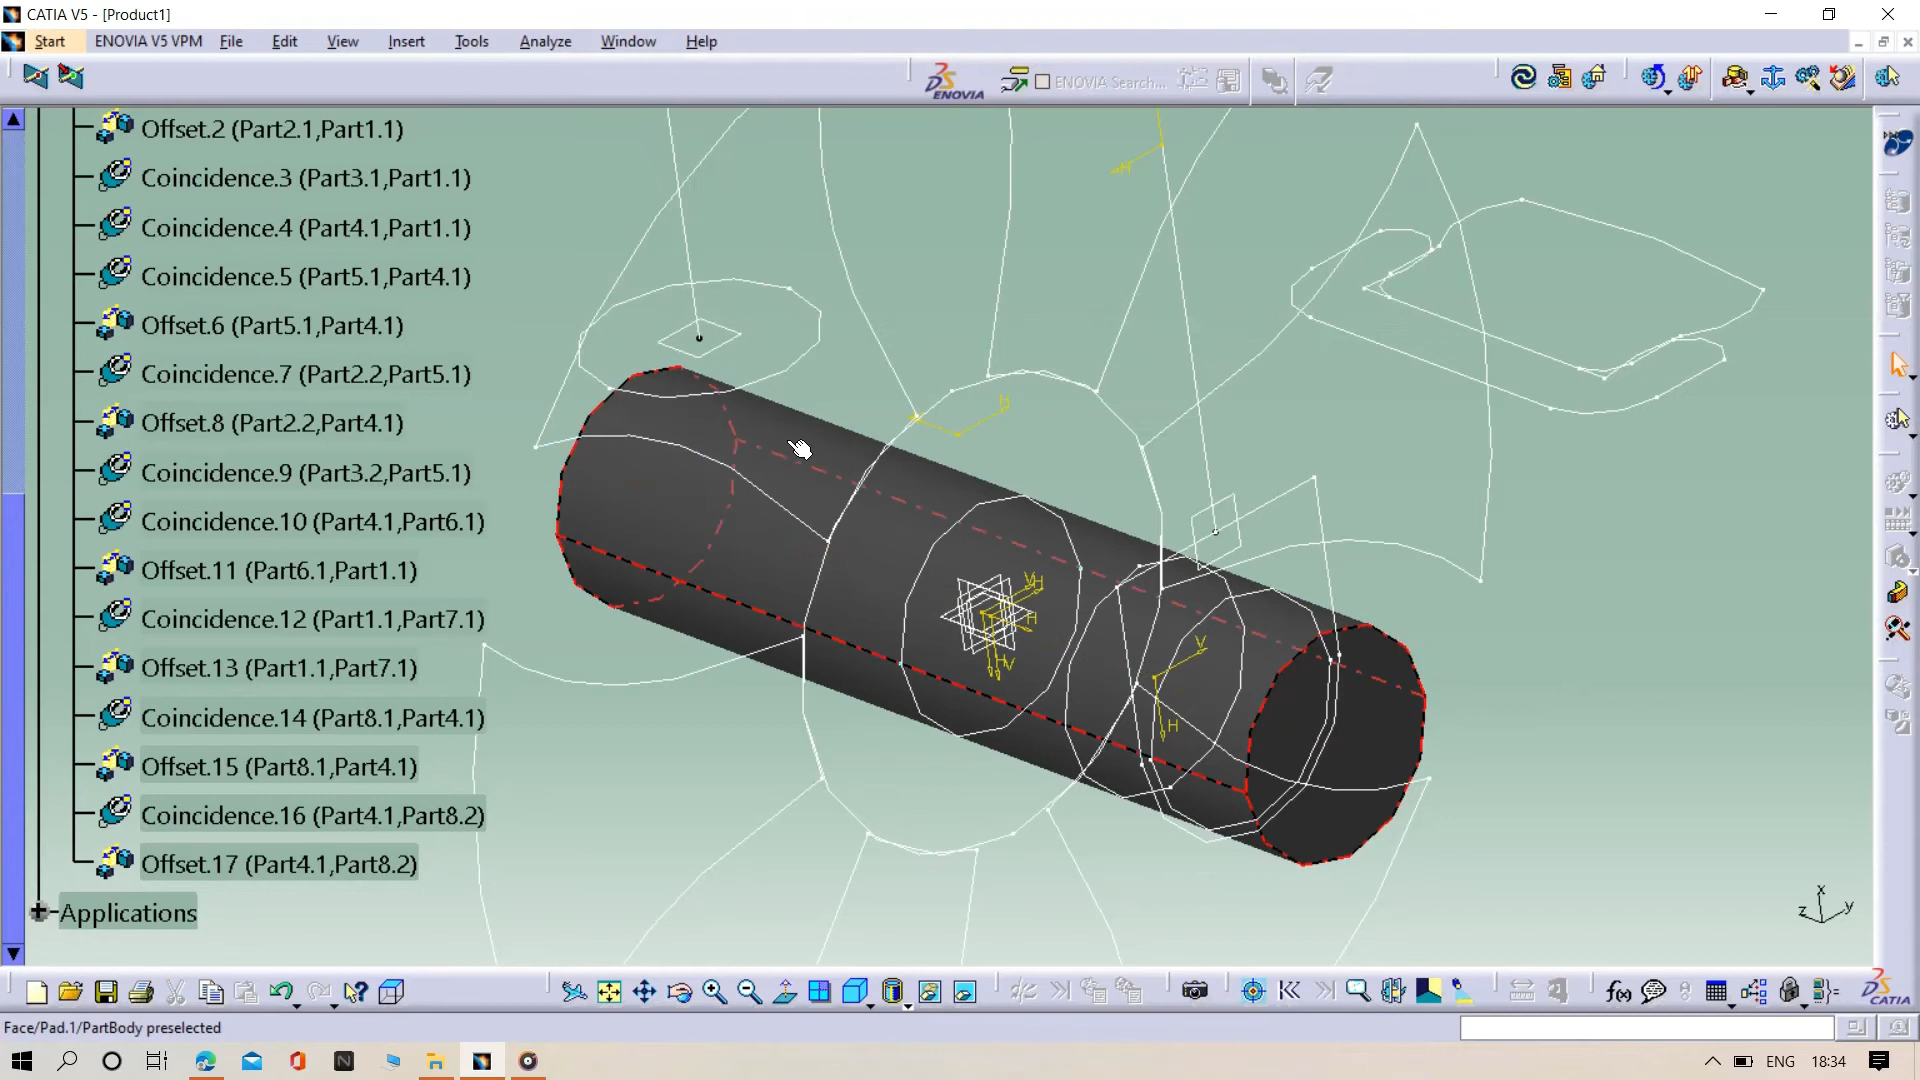 CATIA V5 - [Product1]
Start ENOVIA V5 VPM File Edit View Insert Tools Analyze Window Help
ENOVIA
ENOVIA Search...
Offset.2 (Part2.1,Part1.1)
Coincidence.3 (Part3.1,Part1.1)
Coincidence.4 (Part4.1,Part1.1)
Coincidence.5 (Part5.1,Part4.1)
Offset.6 (Part5.1,Part4.1)
Coincidence.7 (Part2.2,Part5.1)
Offset.8 (Part2.2,Part4.1)
Coincidence.9 (Part3.2,Part5.1)
Coincidence.10 (Part4.1,Part6.1)
Offset.11 (Part6.1,Part1.1)
Coincidence.12 (Part1.1,Part7.1)
Offset.13 (Part1.1,Part7.1)
Coincidence.14 (Part8.1,Part4.1)
Offset.15 (Part8.1,Part4.1)
Coincidence.16 (Part4.1,Part8.2)
Offset.17 (Part4.1,Part8.2)
Applications
H
H
V H
H
H V
V
H
x
z y
f(x)
CATIA
Face/Pad.1/PartBody preselected
N
ENG 18:34